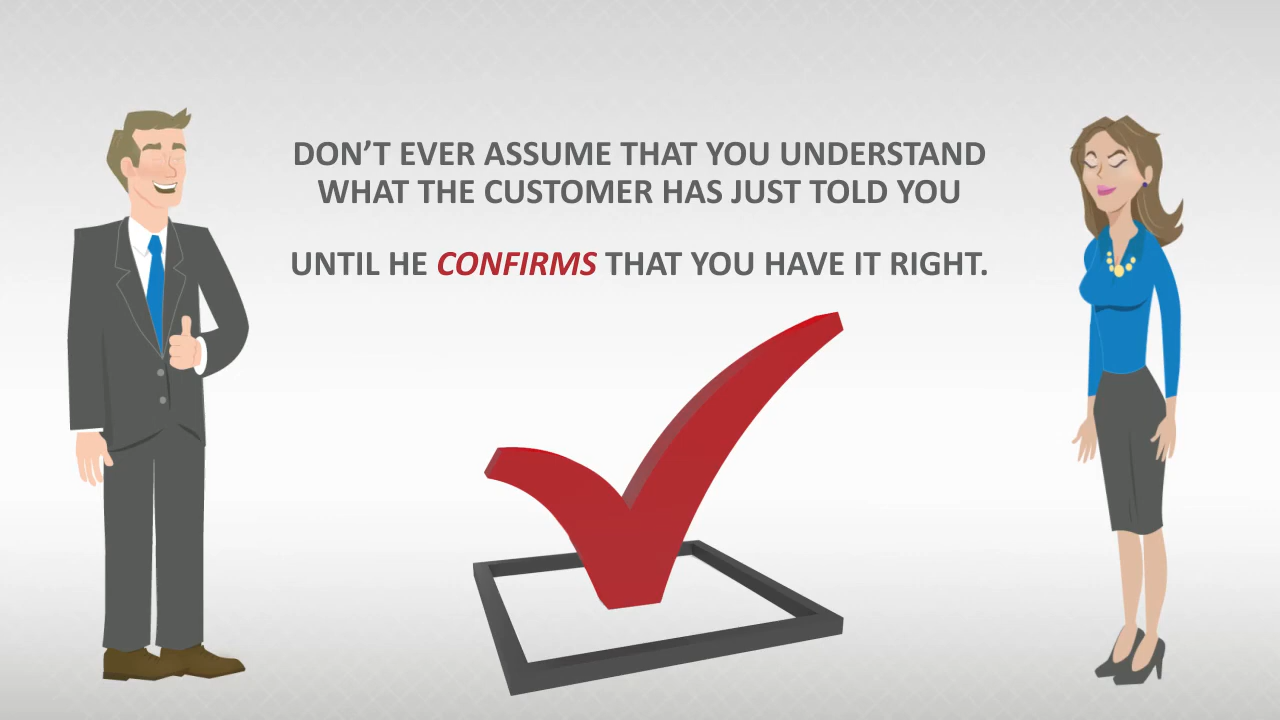 DON'T EVER ASSUME THAT YOU UNDERSTAND
WHAT THE CUSTOMER HAS JUST TOLD YOU
UNTIL HE CONFIRMS THAT YOU HAVE IT RIGHT.